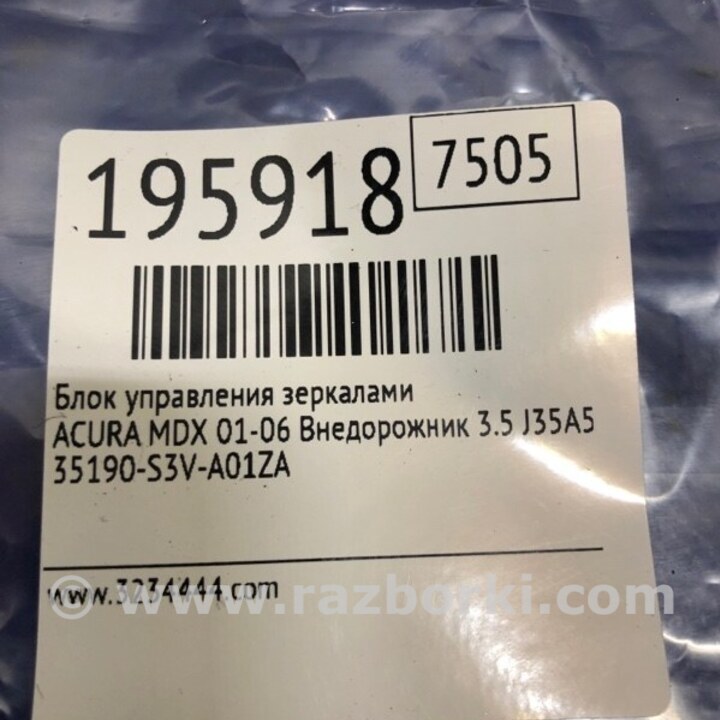 195918
7505
Блок управления зеркалами
ACURA MDX 01-06 Внедорожник 3.5 J35A5
35190-S3V-A01ZA
www.3234444.com
© www.razborki.com